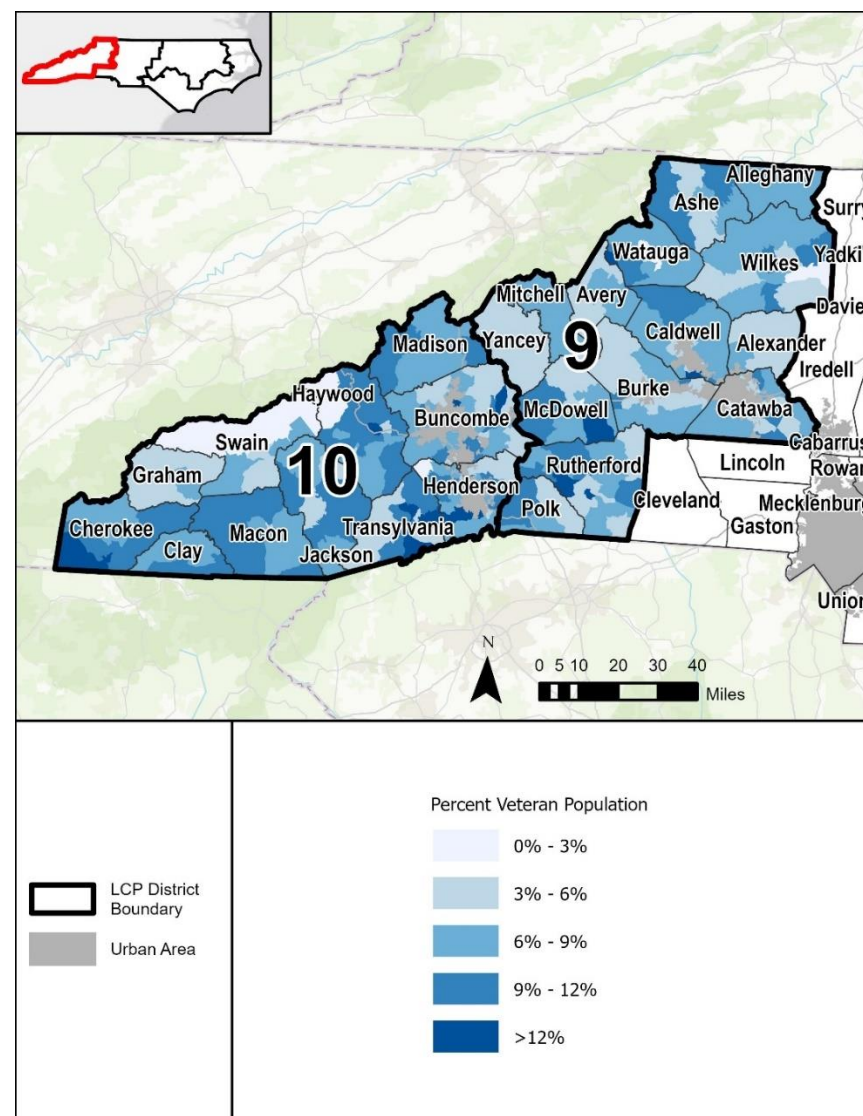 Alleghany
Ashe
Surry
Watauga
Wilkes
Yadki
Mitchell
Avery
Davie
Caldwell
Yancey
9
Alexander
Madison
Iredell
Burke
Haywood
McDowell
Catawba
Buncombe
Swain
Cabarrus
10
Rutherford
Lincoln
Rowan
Graham
Henderson
Cleveland
Mecklenburg
Cherokee
Macon
Transylvania
Polk
Gaston
Clay
Jackson
Union
N
0 5 10 20 30 40
Miles
Percent Veteran Population
0% - 3%
3% - 6%
6% - 9%
9% - 12%
>12%
LCP District
Boundary
Urban Area